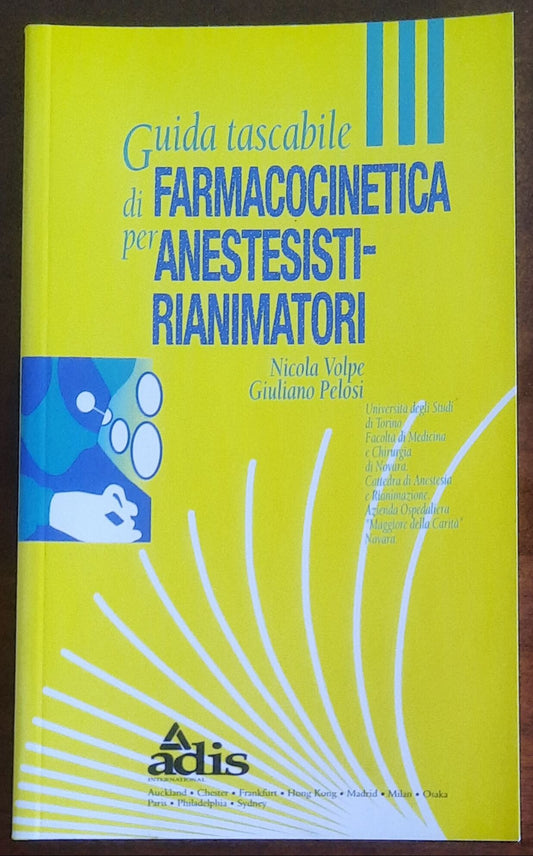 Guida tascabile
di FARMACOCINETICA
per ANESTESISTI-
RIANIMATORI
Nicola Volpe
Giuliano Pelosi
Università degli Studi
di Torino
Facoltà di Medicina
e Chirurgia
di Novara.
Cattedra di Anestesia
e Rianimazione.
Azienda Ospedaliera
"Maggiore della Carità"
Novara.
adis
INTERNATIONAL
Auckland • Chester • Frankfurt • Hong Kong • Madrid • Milan • Osaka
Paris • Philadelphia • Sydney